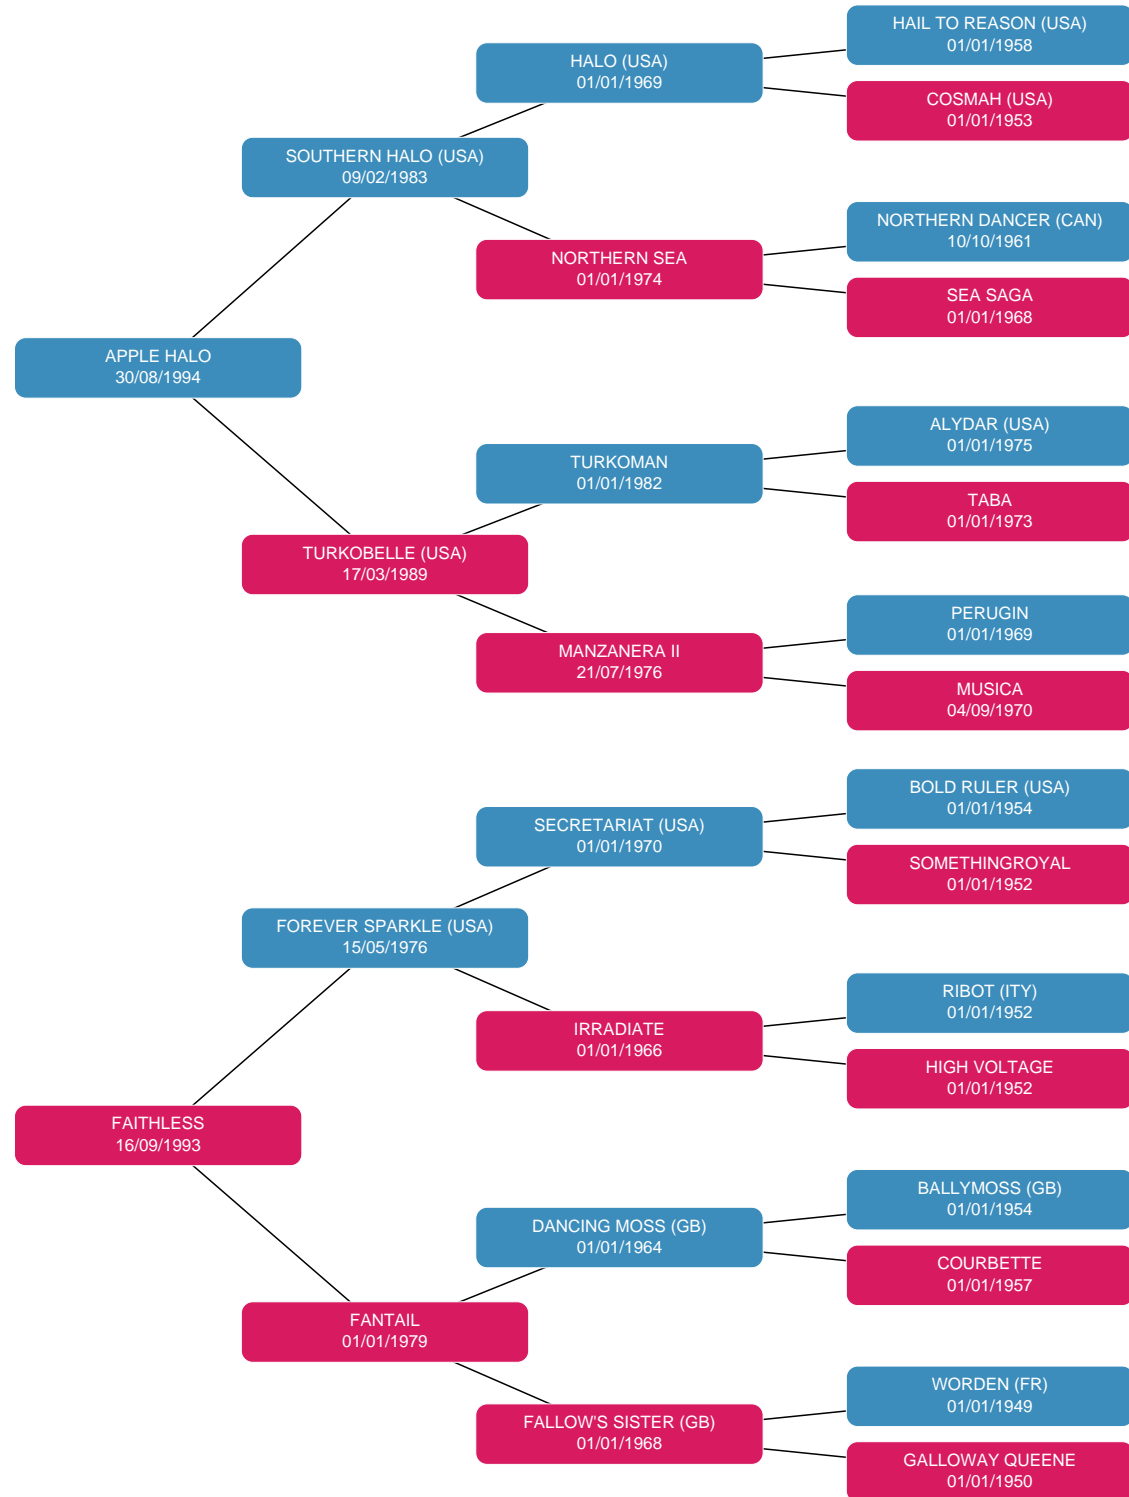 HAIL TO REASON (USA)
01/01/1958
HALO (USA)
01/01/1969
COSMAH (USA)
01/01/1953
SOUTHERN HALO (USA)
09/02/1983
NORTHERN DANCER (CAN)
10/10/1961
NORTHERN SEA
01/01/1974
SEA SAGA
01/01/1968
APPLE HALO
30/08/1994
ALYDAR (USA)
01/01/1975
TURKOMAN
01/01/1982
TABA
01/01/1973
TURKOBELLE (USA)
17/03/1989
PERUGIN
01/01/1969
MANZANERA II
21/07/1976
MUSICA
04/09/1970
BOLD RULER (USA)
01/01/1954
SECRETARIAT (USA)
01/01/1970
SOMETHINGROYAL
01/01/1952
FOREVER SPARKLE (USA)
15/05/1976
RIBOT (ITY)
01/01/1952
IRRADIATE
01/01/1966
HIGH VOLTAGE
01/01/1952
FAITHLESS
16/09/1993
BALLYMOSS (GB)
01/01/1954
DANCING MOSS (GB)
01/01/1964
COURBETTE
01/01/1957
FANTAIL
01/01/1979
WORDEN (FR)
01/01/1949
FALLOW'S SISTER (GB)
01/01/1968
GALLOWAY QUEENE
01/01/1950